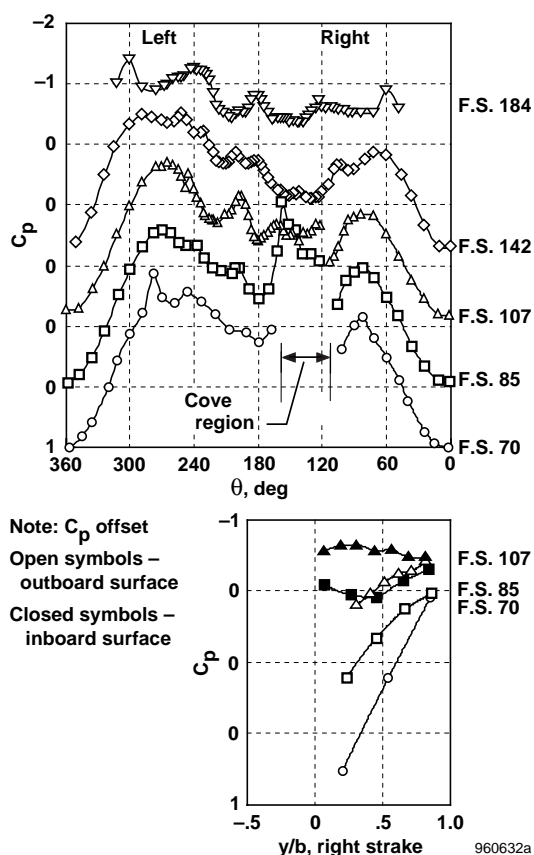 –2
Left
Right
–1
F.S. 184
0
0
Cp
F.S. 142
0
F.S. 107
0
F.S. 85
0
Cove
region
1
F.S. 70
360
300
240
180
120
60
0
θ, deg
Note: Cp offset
Open symbols –
outboard surface
Closed symbols –
inboard surface
–1
F.S. 107
0
F.S. 85
F.S. 70
Cp
0
0
1
–.5
0
.5
1.0
y/b, right strake
960632a